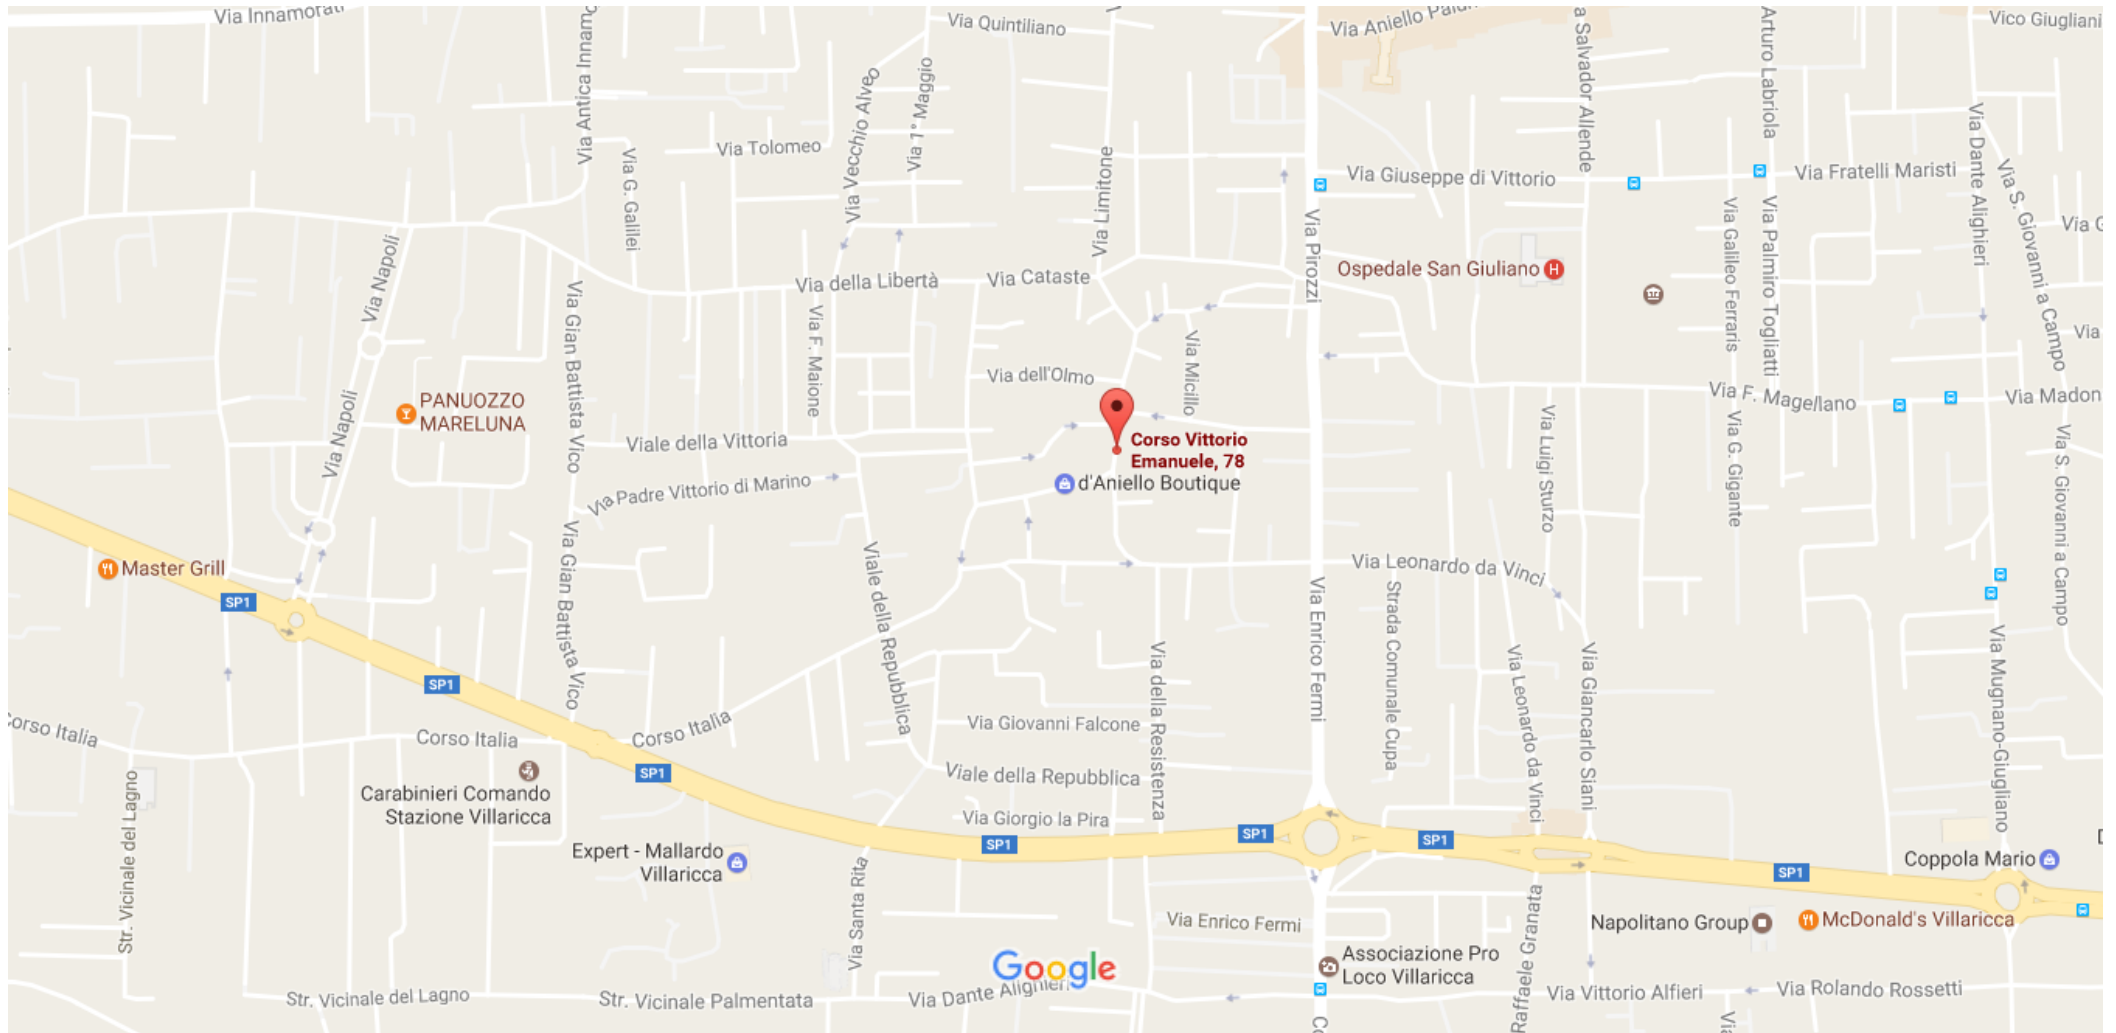 Via Innamorati
Via Quintiliano
Via Aniello
Vico Giugliani
Via Antica
a Salvador Allende
Arturo Labriola
Via Tolomeo
Via Vecchio Alveo
Via 1° Maggio
Via G. Galilei
Via Limitone
Via Giuseppe di Vittorio
Via Fratelli Maristi
Via Dante Alighieri
Via S. Giovanni a Campo
Via Napoli
Via Pirozzi
Via Galileo Ferraris
Via Palmiro Togliatti
Via G
Via della Libertà
Via Cataste
Ospedale San Giuliano
H
Via Gian Battista Vico
Via F. Maione
Via Micillo
Via
Via dell'Olmo
PANUOZZO
MARELUNA
Via F. Magellano
Via Madon
Via Napoli
Viale della Vittoria
Corso Vittorio
Emanuele, 78
d'Aniello Boutique
Via Luigi Sturzo
Via G. Gigante
Via S. Giovanni a Campo
Via Padre Vittorio di Marino
Master Grill
Via Gian Battista Vico
Viale della Repubblica
Via Leonardo da Vinci
SP1
Via Enrico Fermi
Strada Comunale Cupa
SP1
Via della Resistenza
Via Leonardo da Vinci
Via Giancarlo Siani
Via Mugnano-Giugliano
Corso Italia
Corso Italia
Corso Italia
Via Giovanni Falcone
SP1
Viale della Repubblica
Str. Vicinale del Lagno
Carabinieri Comando
Stazione Villaricca
Via Giorgio la Pira
SP1
SP1
SP1
Expert - Mallardo
Villaricca
SP1
Coppola Mario
Via Santa Rita
Via Enrico Fermi
Raffaele Granata
Napolitano Group
McDonald's Villaricca
Associazione Pro
Loco Villaricca
Google
Str. Vicinale del Lagno
Str. Vicinale Palmentata
Via Dante Alighieri
Via Vittorio Alfieri
Via Rolando Rossetti
Co
Via